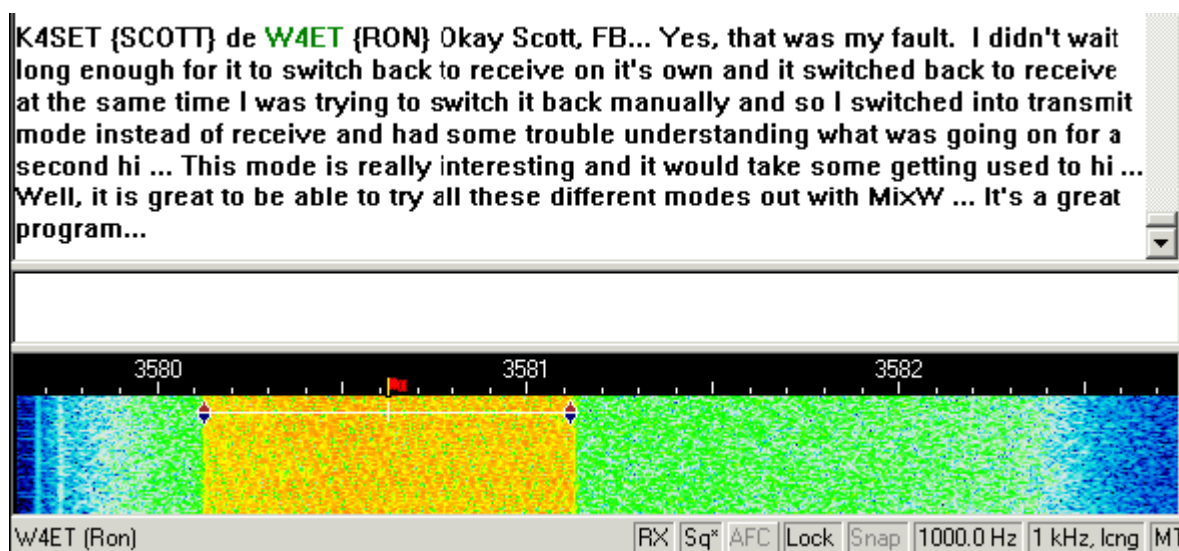 K4SET {SCOTT} de W4ET {RON} Okay Scott, FB... Yes, that was my fault.  I didn't wait
long enough for it to switch back to receive on it's own and it switched back to receive
at the same time I was trying to switch it back manually and so I switched into transmit
mode instead of receive and had some trouble understanding what was going on for a
second hi ... This mode is really interesting and it would take some getting used to hi ...
Well, it is great to be able to try all these different modes out with MixW ... It's a great
program...
3580 3581 3582
W4ET (Ron) RX Sq* AFC Lock Snap 1000.0 Hz 1 kHz, lcng MT